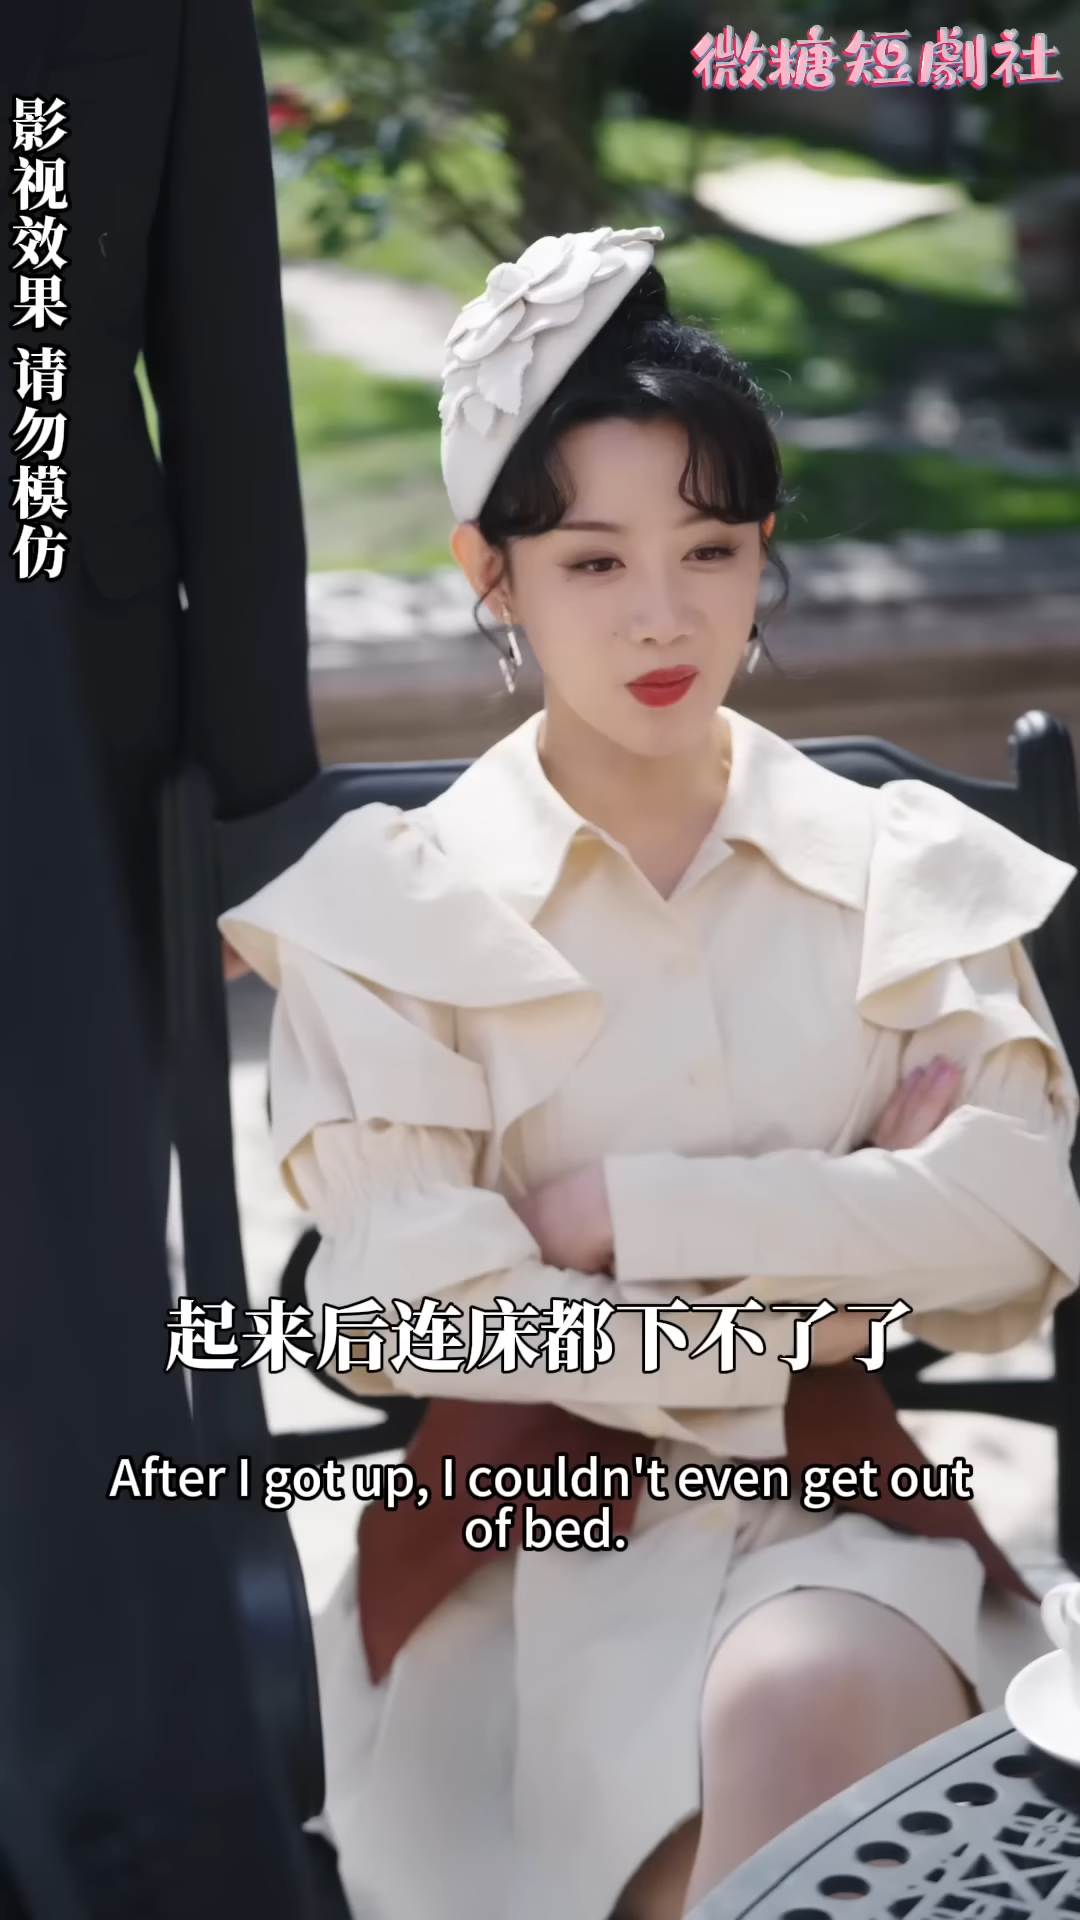 微糖短劇社
影视效果 请勿模仿
起来后连床都下不了了
After I got up, I couldn't even get out
of bed.